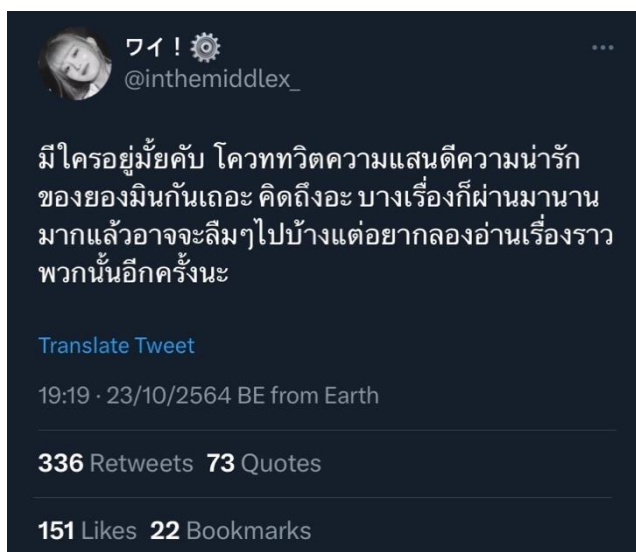 ワイ！⚙
@inthemiddlex_
มีใครอยู่มั้ยคับ โควททวิตความแสนดีความน่ารัก
ของยองมินกันเถอะ คิดถึงอะ บางเรื่องก็ผ่านมานาน
มากแล้วอาจจะลืมๆไปบ้างแต่อยากลองอ่านเรื่องราว
พวกนั้นอีกครั้งนะ
Translate Tweet
19:19 · 23/10/2564 BE from Earth
336 Retweets 73 Quotes
151 Likes 22 Bookmarks